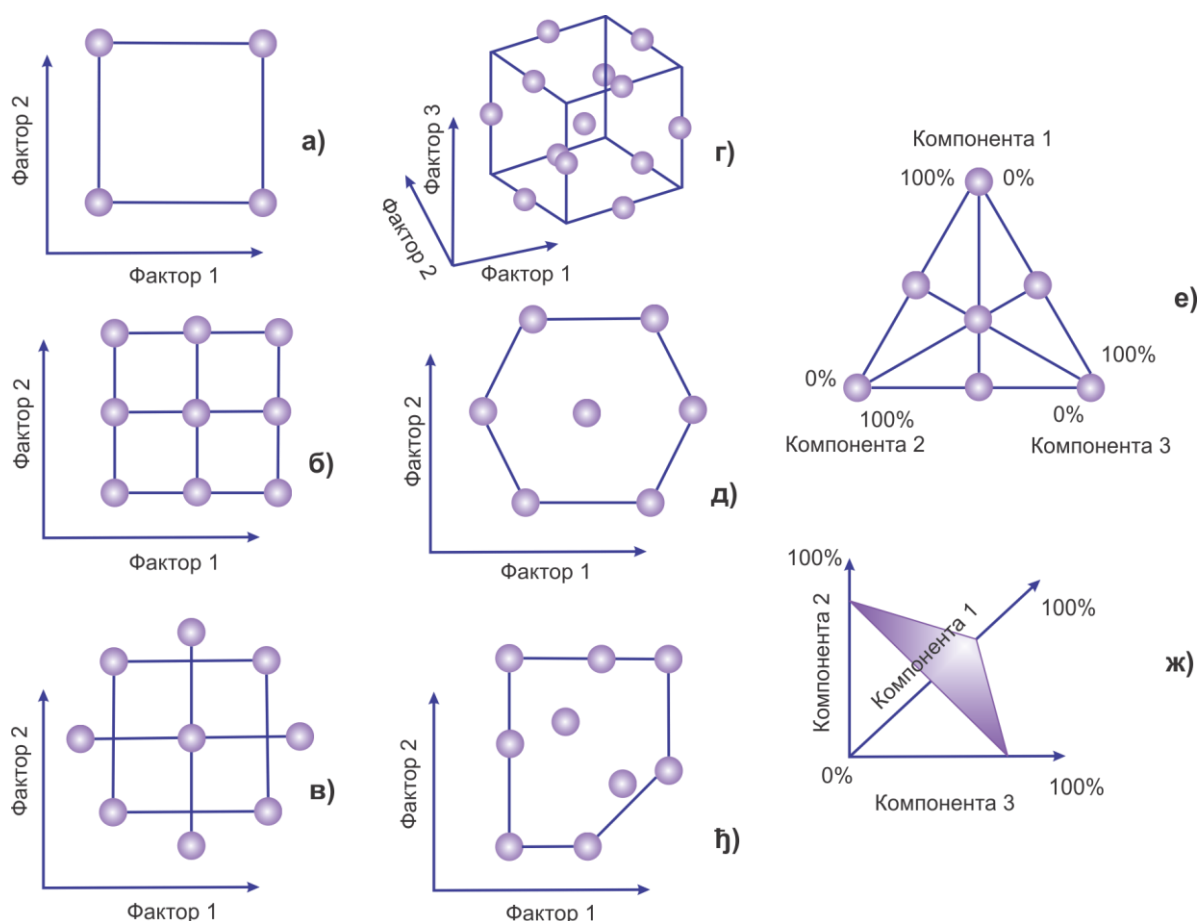 Фактор 2
а)
Фактор 1
Фактор 2
б)
Фактор 1
Фактор 2
в)
Фактор 1
Фактор 3
г)
Фактор 2
Фактор 1
Фактор 2
д)
Фактор 1
Фактор 2
ђ)
Фактор 1
Компонента 1
100%
0%
е)
100%
0%
100%
0%
Компонента 2
Компонента 3
100%
Компонента 2
Компонента 1
100%
ж)
0%
100%
Компонента 3